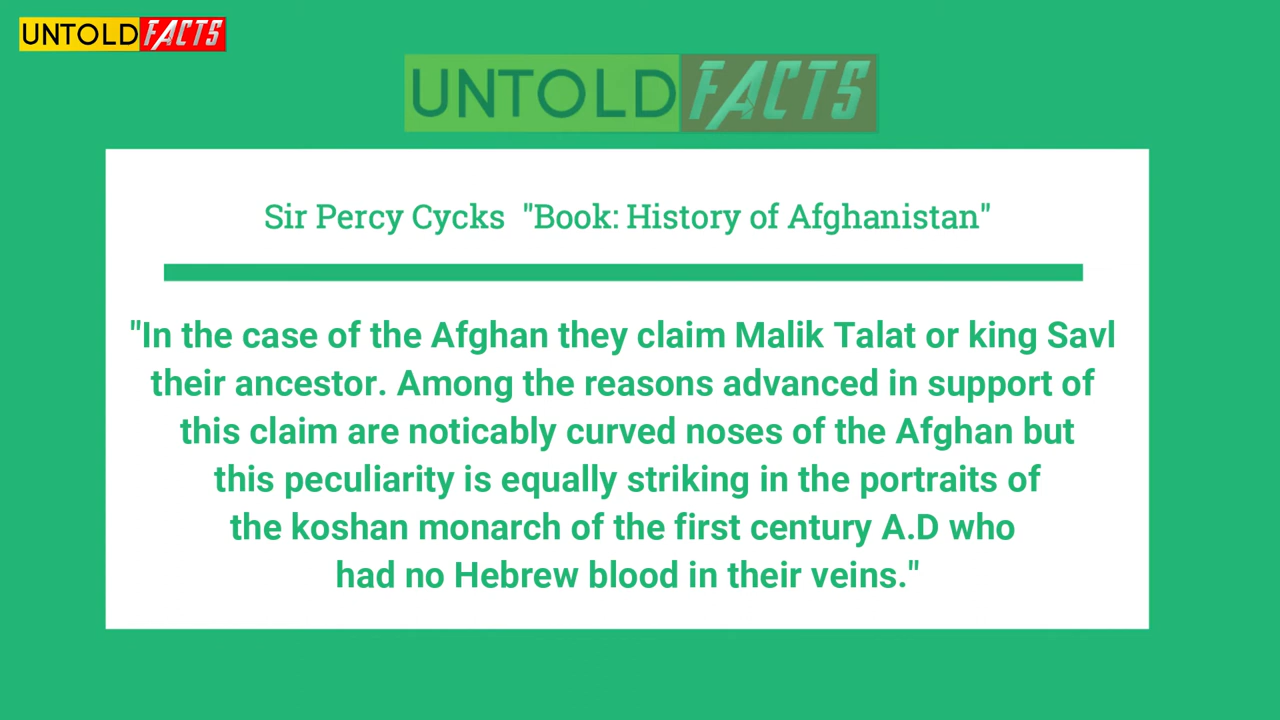 UNTOLD FACTS
UNTOLD FACTS
Sir Percy Cycks "Book: History of Afghanistan"
"In the case of the Afghan they claim Malik Talat or king Savl
their ancestor. Among the reasons advanced in support of
this claim are noticably curved noses of the Afghan but
this peculiarity is equally striking in the portraits of
the koshan monarch of the first century A.D who
had no Hebrew blood in their veins."